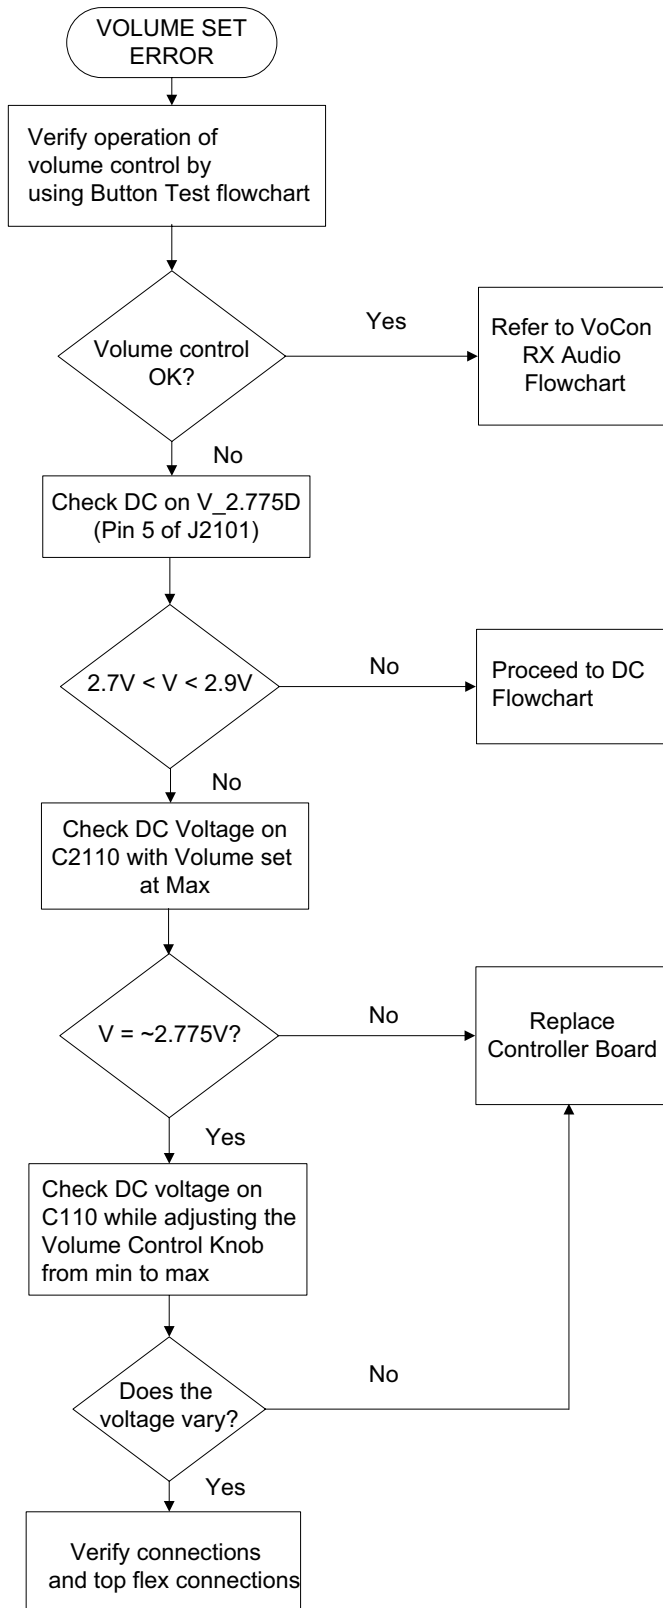 VOLUME SET
ERROR
Verify operation of
volume control by
using Button Test flowchart
Volume control
OK?
Yes
Refer to VoCon
RX Audio
Flowchart
No
Check DC on V_2.775D
(Pin 5 of J2101)
2.7V < V < 2.9V
No
Proceed to DC
Flowchart
No
Check DC Voltage on
C2110 with Volume set
at Max
V = ~2.775V?
No
Replace
Controller Board
Yes
Check DC voltage on
C110 while adjusting the
Volume Control Knob
from min to max
Does the
voltage vary?
No
Yes
Verify connections
and top flex connections